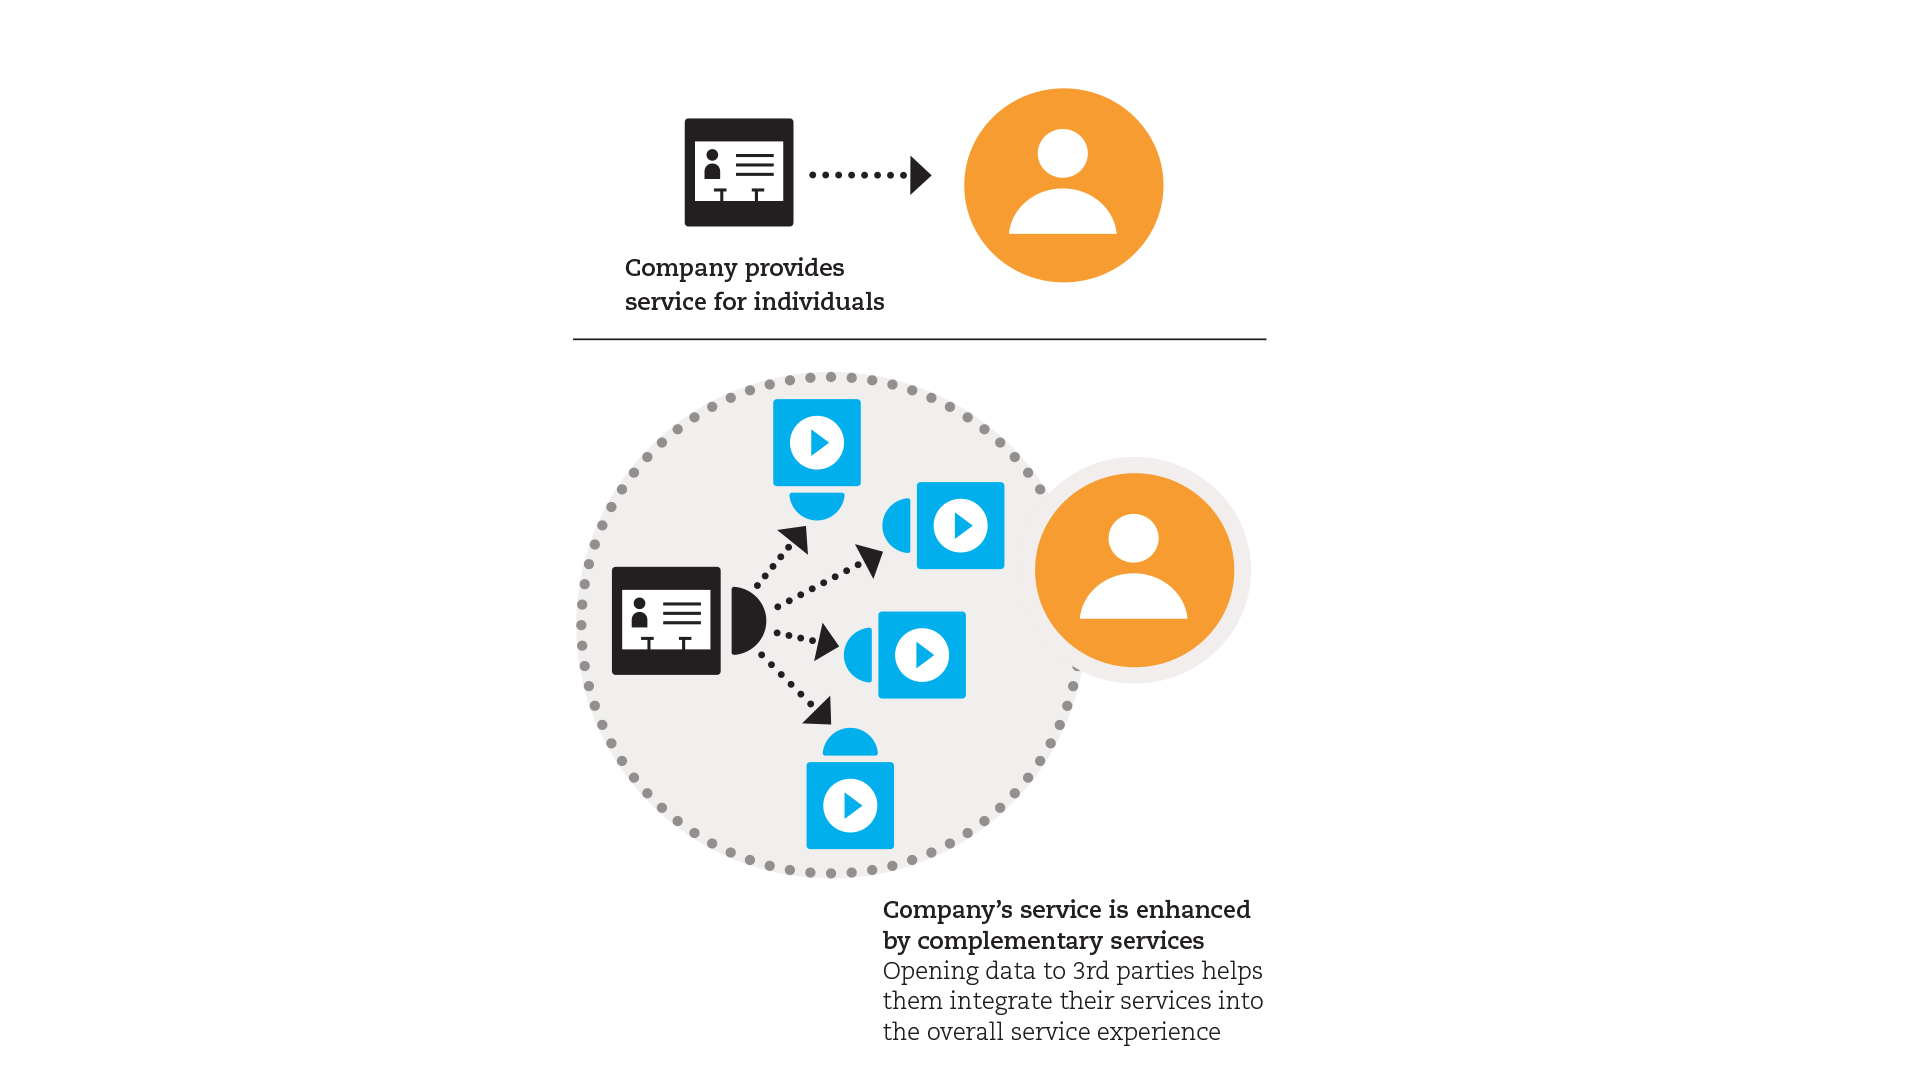 Company provides
service for individuals
Company’s service is enhanced
by complementary services
Opening data to 3rd parties helps
them integrate their services into
the overall service experience